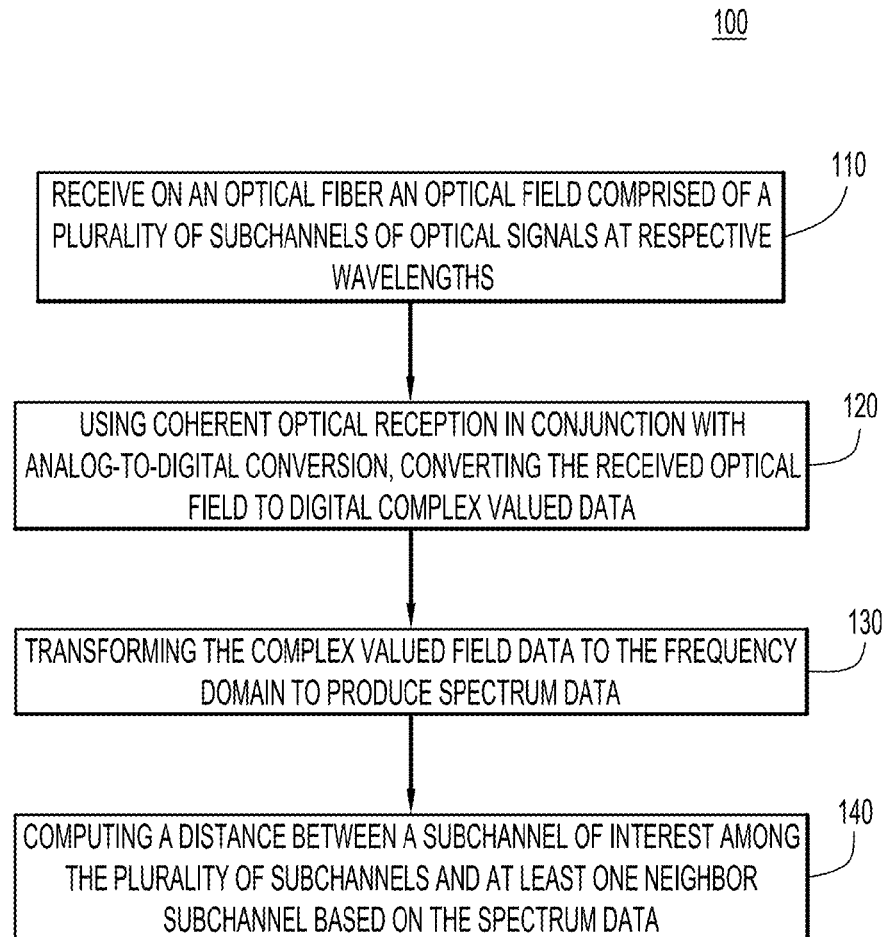 100
110
RECEIVE ON AN OPTICAL FIBER AN OPTICAL FIELD COMPRISED OF A
PLURALITY OF SUBCHANNELS OF OPTICAL SIGNALS AT RESPECTIVE
WAVELENGTHS
120
USING COHERENT OPTICAL RECEPTION IN CONJUNCTION WITH
ANALOG-TO-DIGITAL CONVERSION, CONVERTING THE RECEIVED OPTICAL
FIELD TO DIGITAL COMPLEX VALUED DATA
130
TRANSFORMING THE COMPLEX VALUED FIELD DATA TO THE FREQUENCY
DOMAIN TO PRODUCE SPECTRUM DATA
140
COMPUTING A DISTANCE BETWEEN A SUBCHANNEL OF INTEREST AMONG
THE PLURALITY OF SUBCHANNELS AND AT LEAST ONE NEIGHBOR
SUBCHANNEL BASED ON THE SPECTRUM DATA